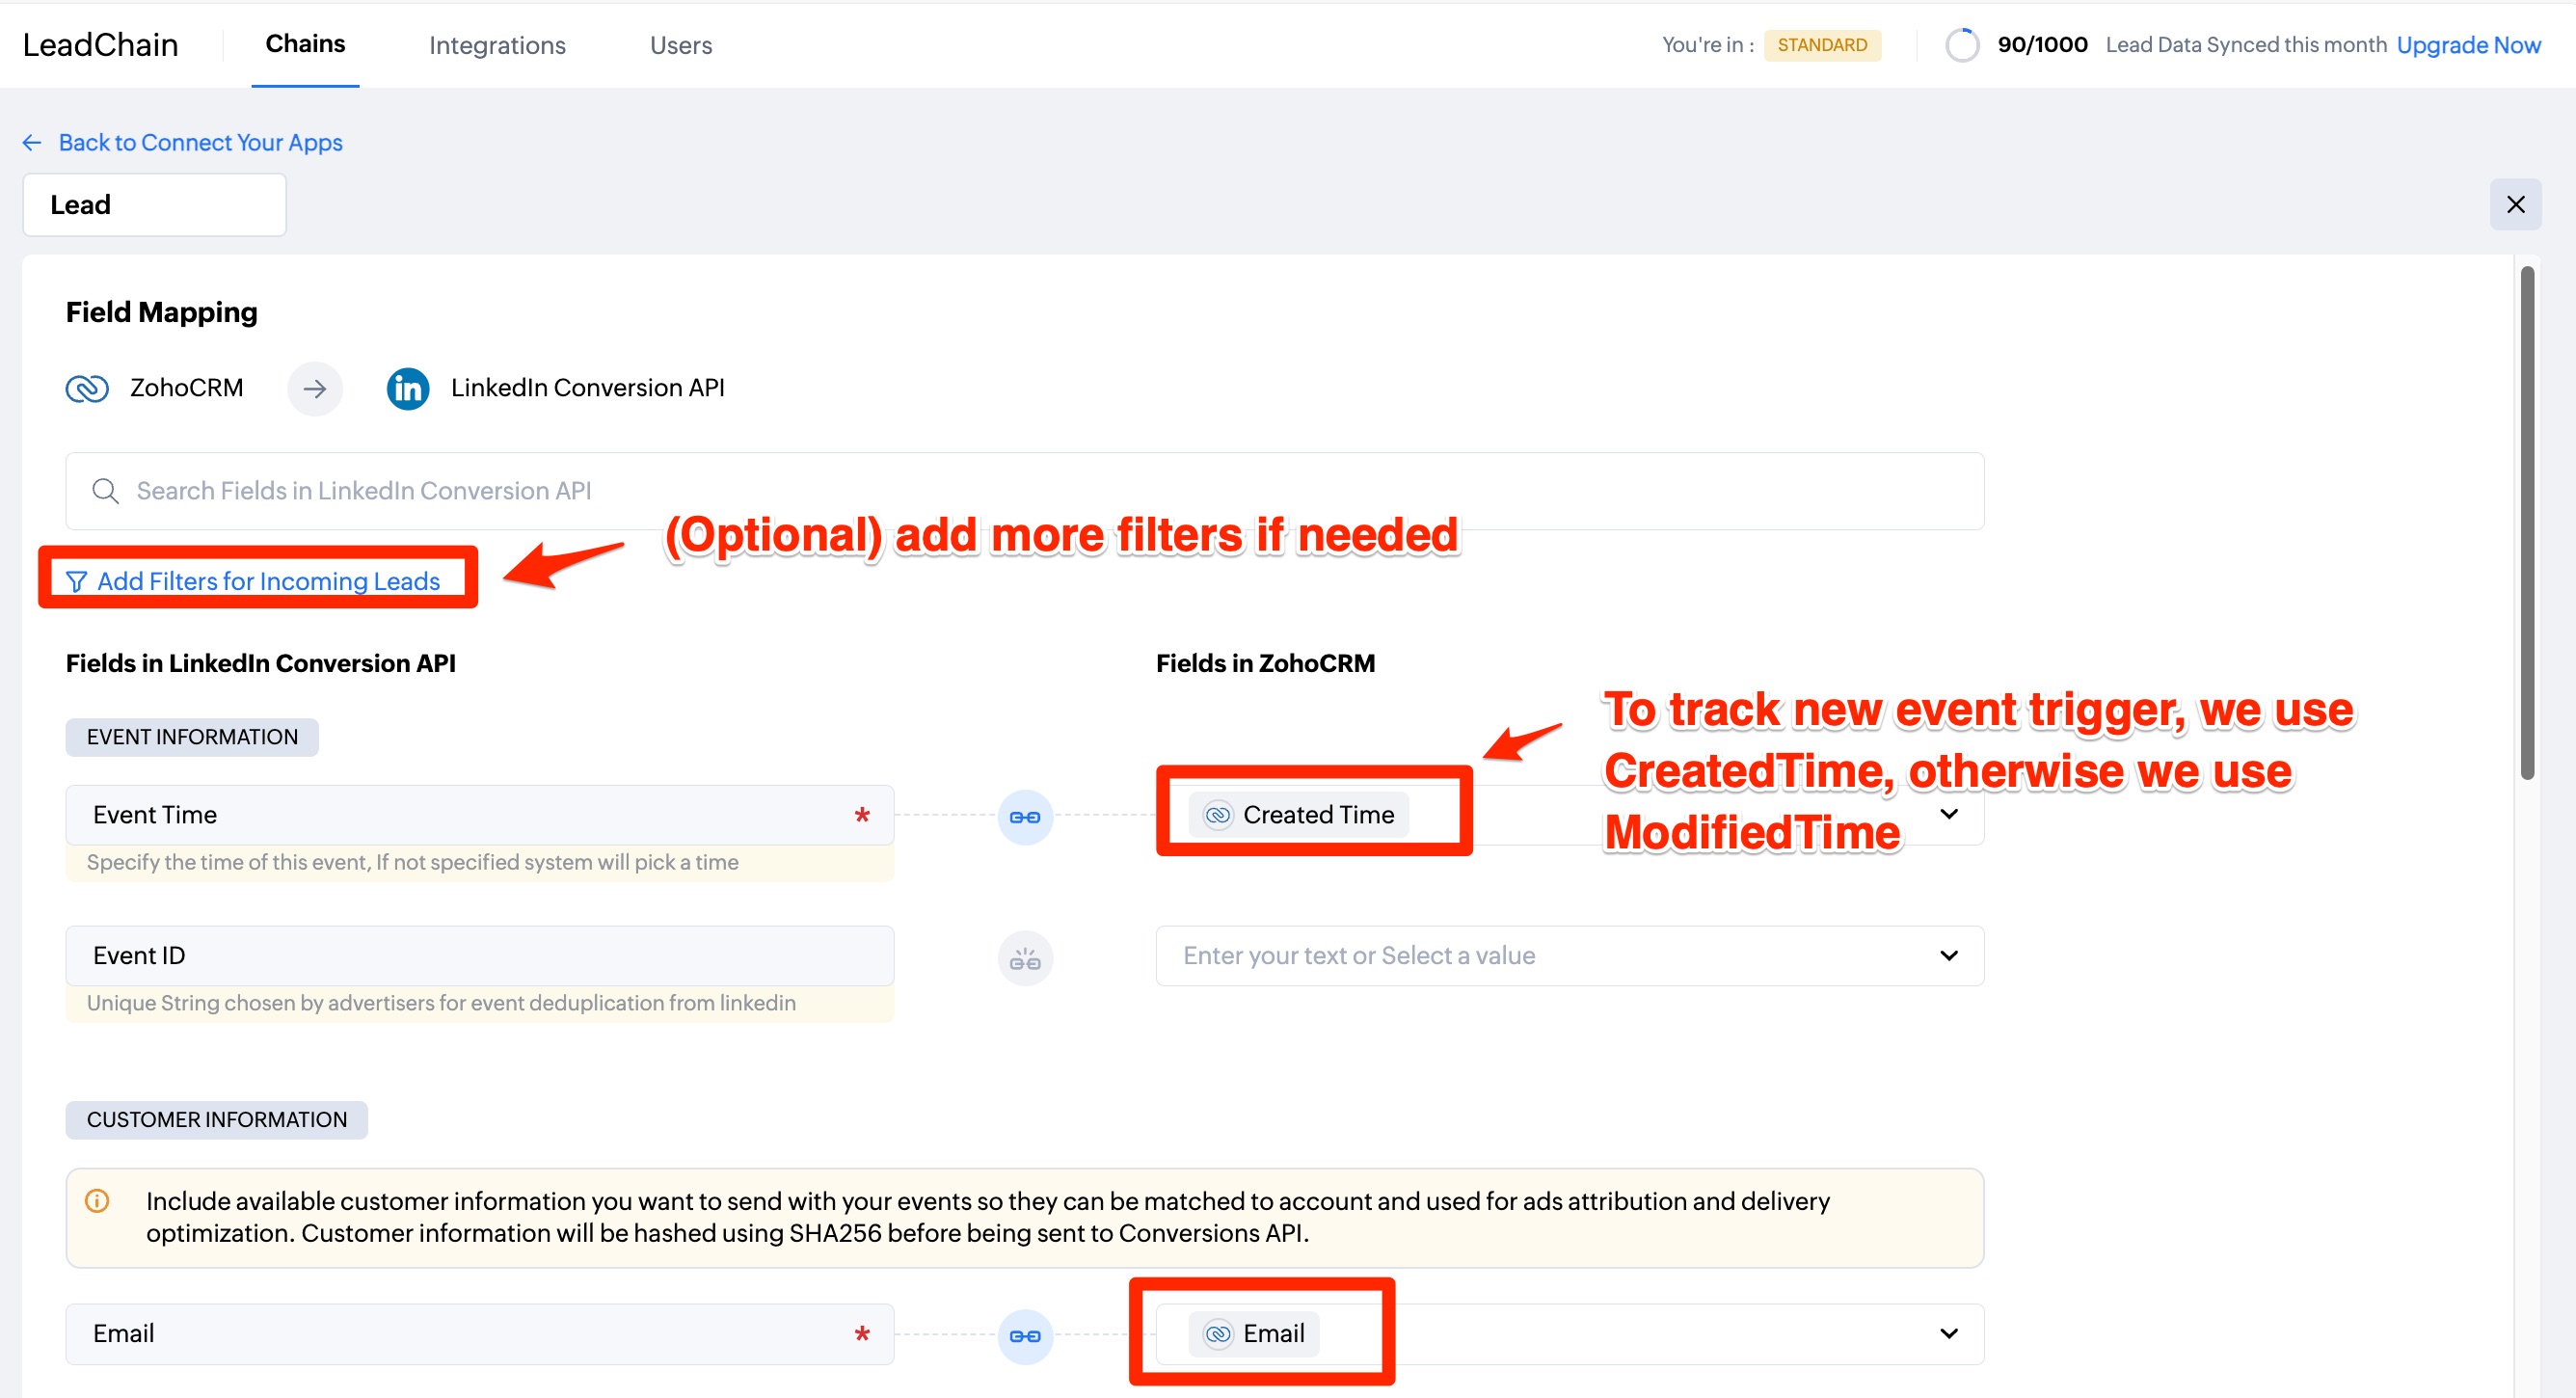 LeadChain
Chains
Integrations
Users
You're in :
STANDARD
90/1000
Lead Data Synced this month
Upgrade Now
Back to Connect Your Apps
Lead
Field Mapping
ZohoCRM
LinkedIn Conversion API
Search Fields in LinkedIn Conversion API
(Optional) add more filters if needed
Add Filters for Incoming Leads
Fields in LinkedIn Conversion API
Fields in ZohoCRM
To track new event trigger, we use
CreatedTime, otherwise we use
ModifiedTime
EVENT INFORMATION
Event Time *
Created Time
Specify the time of this event, If not specified system will pick a time
Event ID
Enter your text or Select a value
Unique String chosen by advertisers for event deduplication from linkedin
CUSTOMER INFORMATION
Include available customer information you want to send with your events so they can be matched to account and used for ads attribution and delivery
optimization. Customer information will be hashed using SHA256 before being sent to Conversions API.
Email *
Email